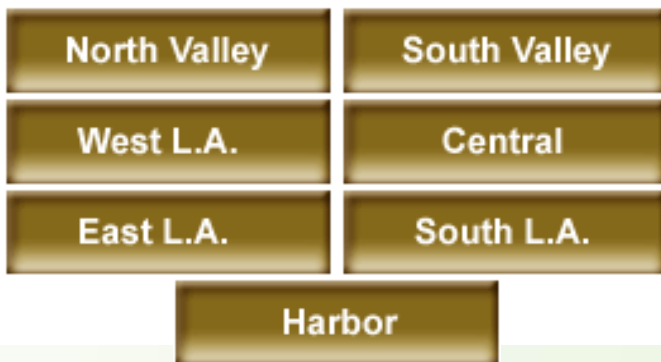 North Valley
South Valley
West L.A.
Central
East L.A.
South L.A.
Harbor